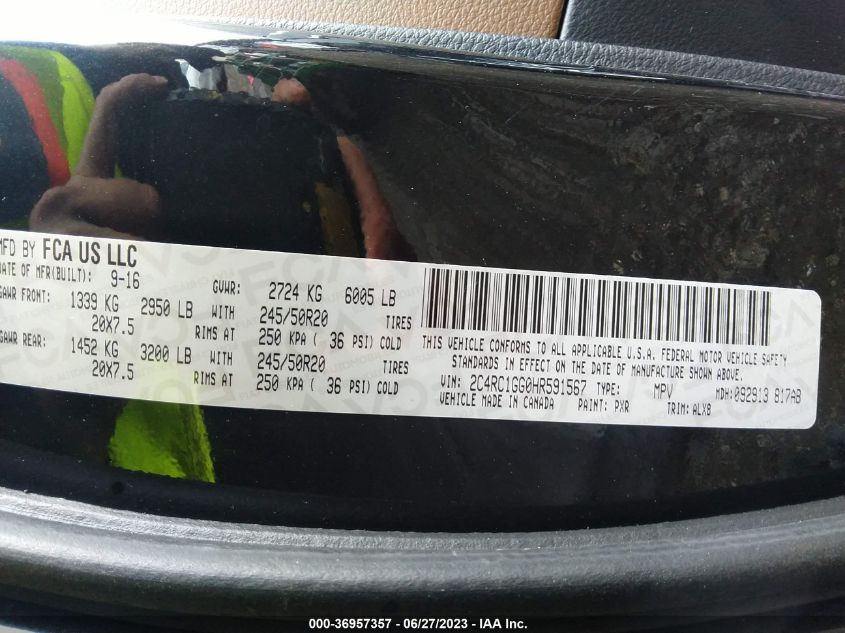 MFD BY FCA US LLC
DATE OF MFR(BUILT): 9-16
GVWR: 2724 KG 6005 LB
GAWR FRONT: 1339 KG 2950 LB WITH 245/50R20 TIRES
20X7.5 RIMS AT 250 KPA ( 36 PSI) COLD
GAWR REAR: 1452 KG 3200 LB WITH 245/50R20 TIRES
20X7.5 RIMS AT 250 KPA ( 36 PSI) COLD
THIS VEHICLE CONFORMS TO ALL APPLICABLE U.S.A. FEDERAL MOTOR VEHICLE SAFETY
STANDARDS IN EFFECT ON THE DATE OF MANUFACTURE SHOWN ABOVE.
VIN: 2C4RC1GG0HR591567 TYPE: MPV MDH:092913 817AB
VEHICLE MADE IN CANADA PAINT: PXR TRIM: ALX8
000-36957357 / 06/27/2023 - IAA Inc.